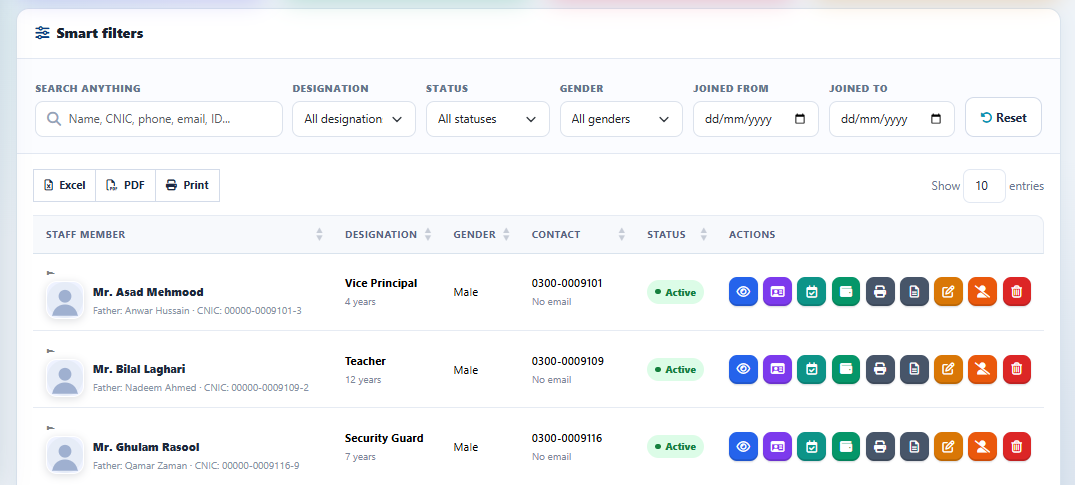 Smart filters
SEARCH ANYTHING DESIGNATION STATUS GENDER JOINED FROM JOINED TO
Name, CNIC, phone, email, ID... All designation All statuses All genders dd/mm/yyyy dd/mm/yyyy Reset
Excel PDF Print Show 10 entries
STAFF MEMBER DESIGNATION GENDER CONTACT STATUS ACTIONS
Mr. Asad Mehmood Vice Principal Male 0300-0009101 Active
Father: Anwar Hussain · CNIC: 00000-0009101-3 4 years No email
Mr. Bilal Laghari Teacher Male 0300-0009109 Active
Father: Nadeem Ahmed · CNIC: 00000-0009109-2 12 years No email
Mr. Ghulam Rasool Security Guard Male 0300-0009116 Active
Father: Qamar Zaman · CNIC: 00000-0009116-9 7 years No email